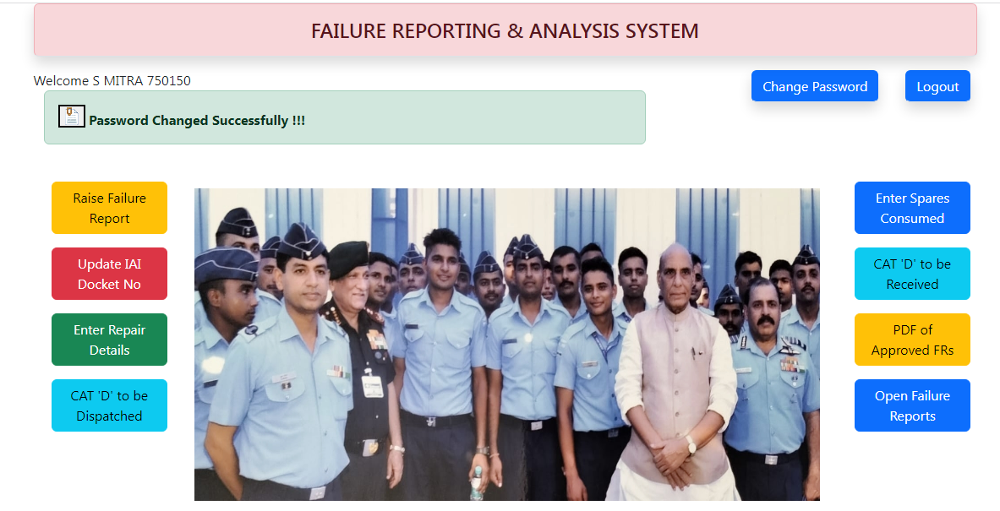 FAILURE REPORTING & ANALYSIS SYSTEM
Welcome S MITRA 750150
Change Password
Logout
Password Changed Successfully !!!
Raise Failure
Report
Update IAI
Docket No
Enter Repair
Details
CAT 'D' to be
Dispatched
Enter Spares
Consumed
CAT 'D' to be
Received
PDF of
Approved FRs
Open Failure
Reports